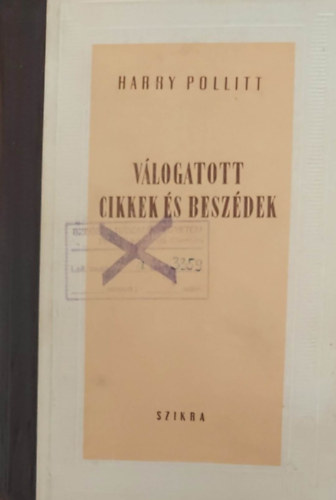 HARRY POLLITT
VÁLOGATOTT
CIKKEK ÉS BESZÉDEK
SZIKRA